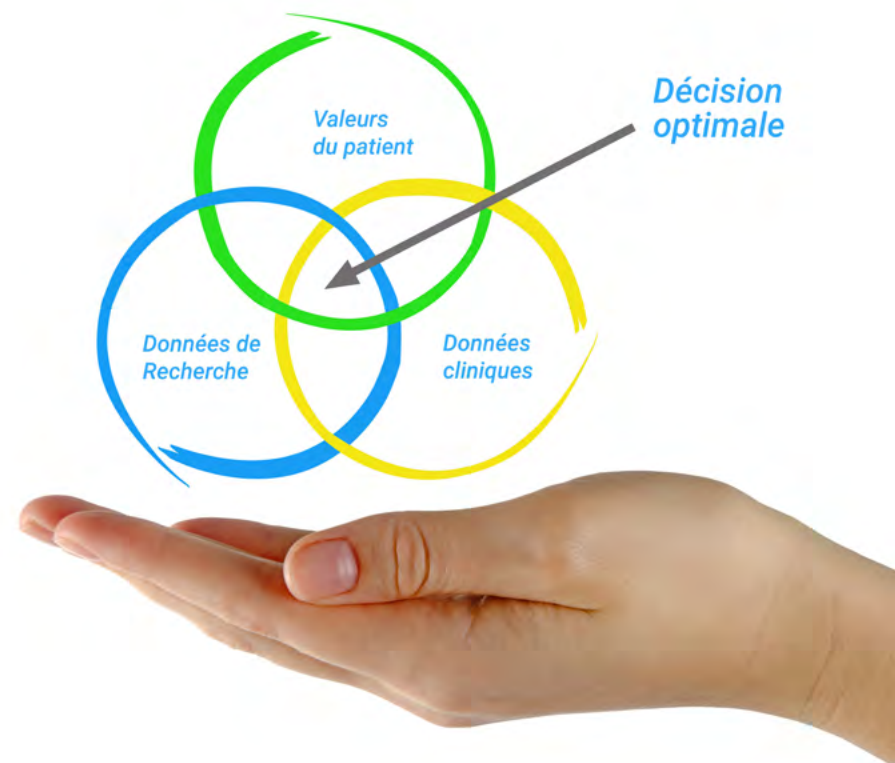 Valeurs
du patient
Décision
optimale
Données de
Recherche
Données
cliniques